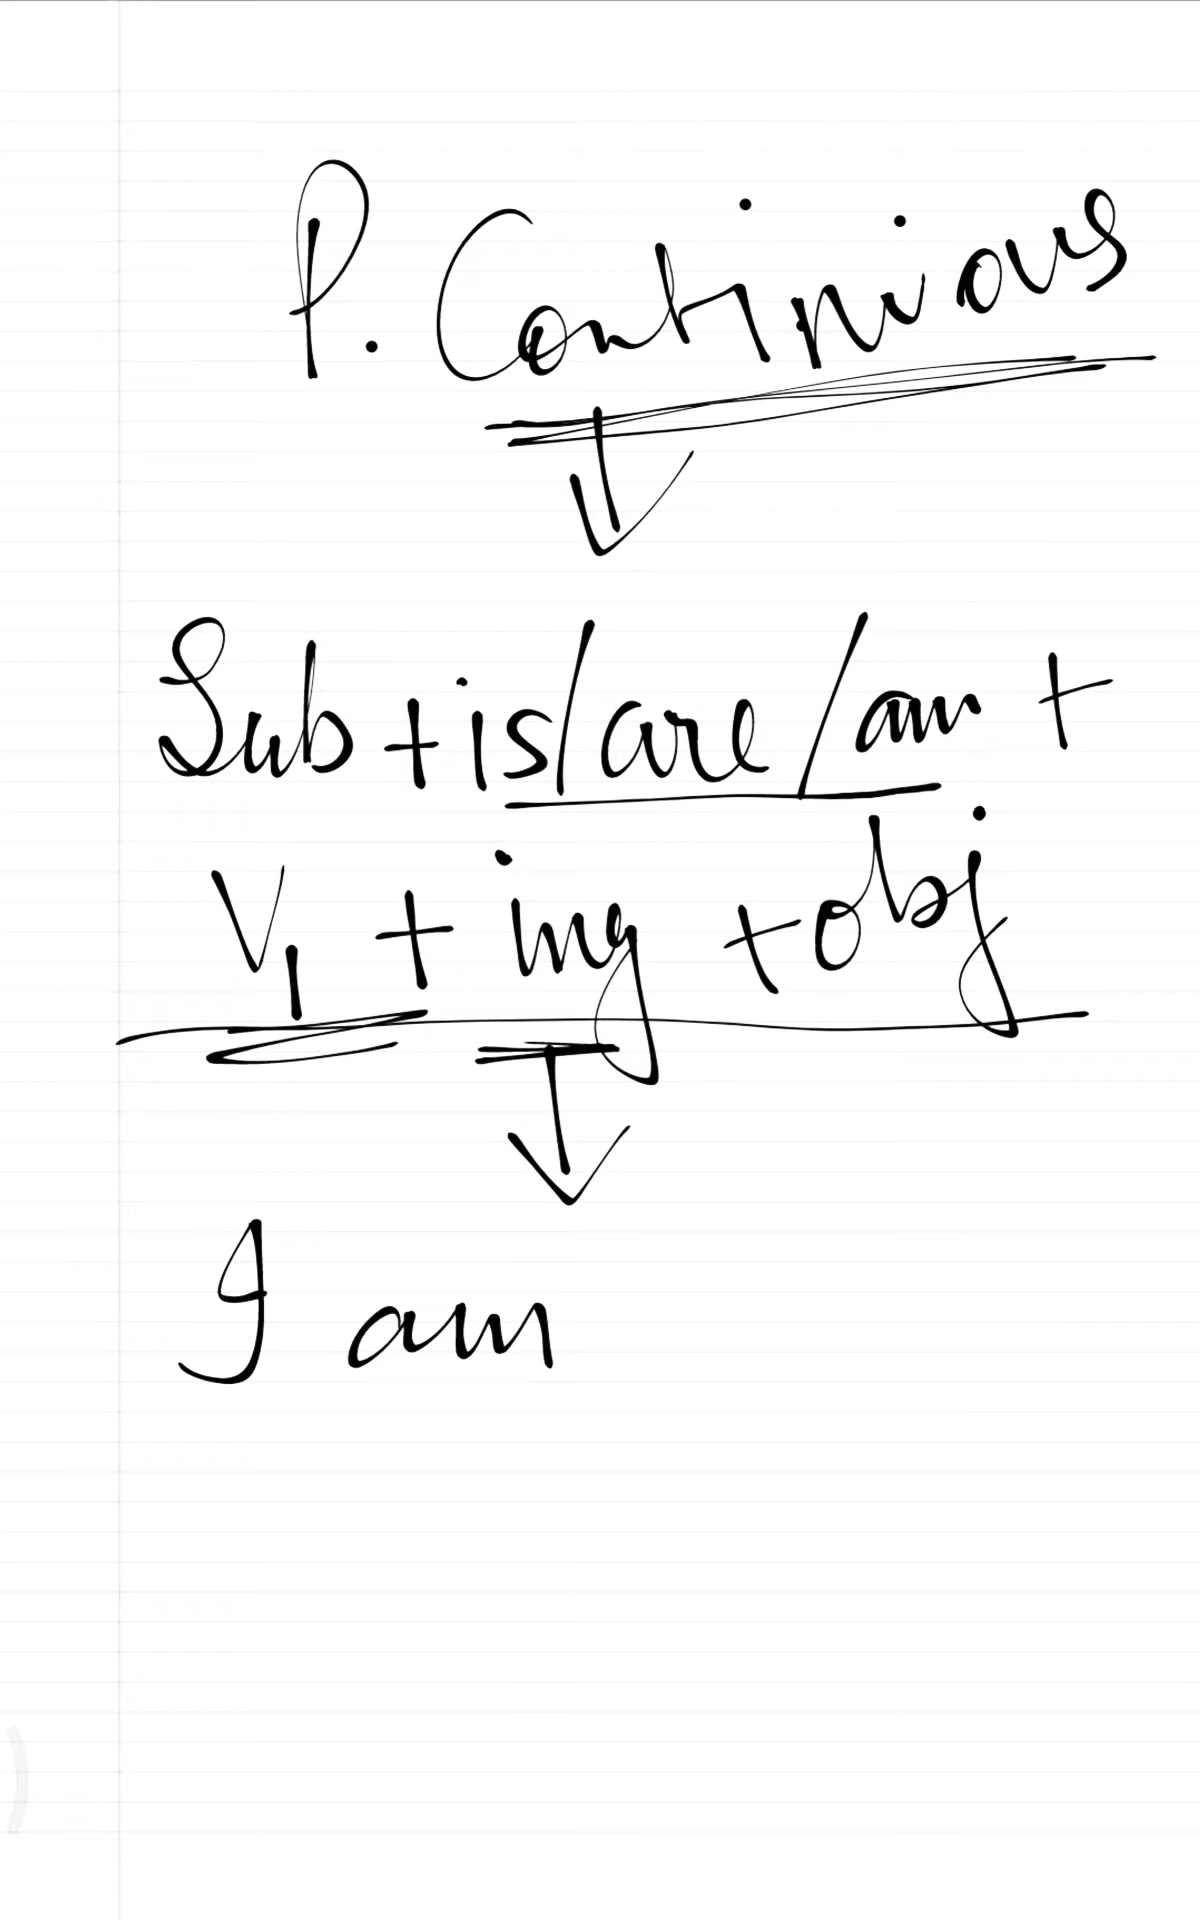 P. Continious
Sub + is/are/am +
V1 + ing + obj
I am